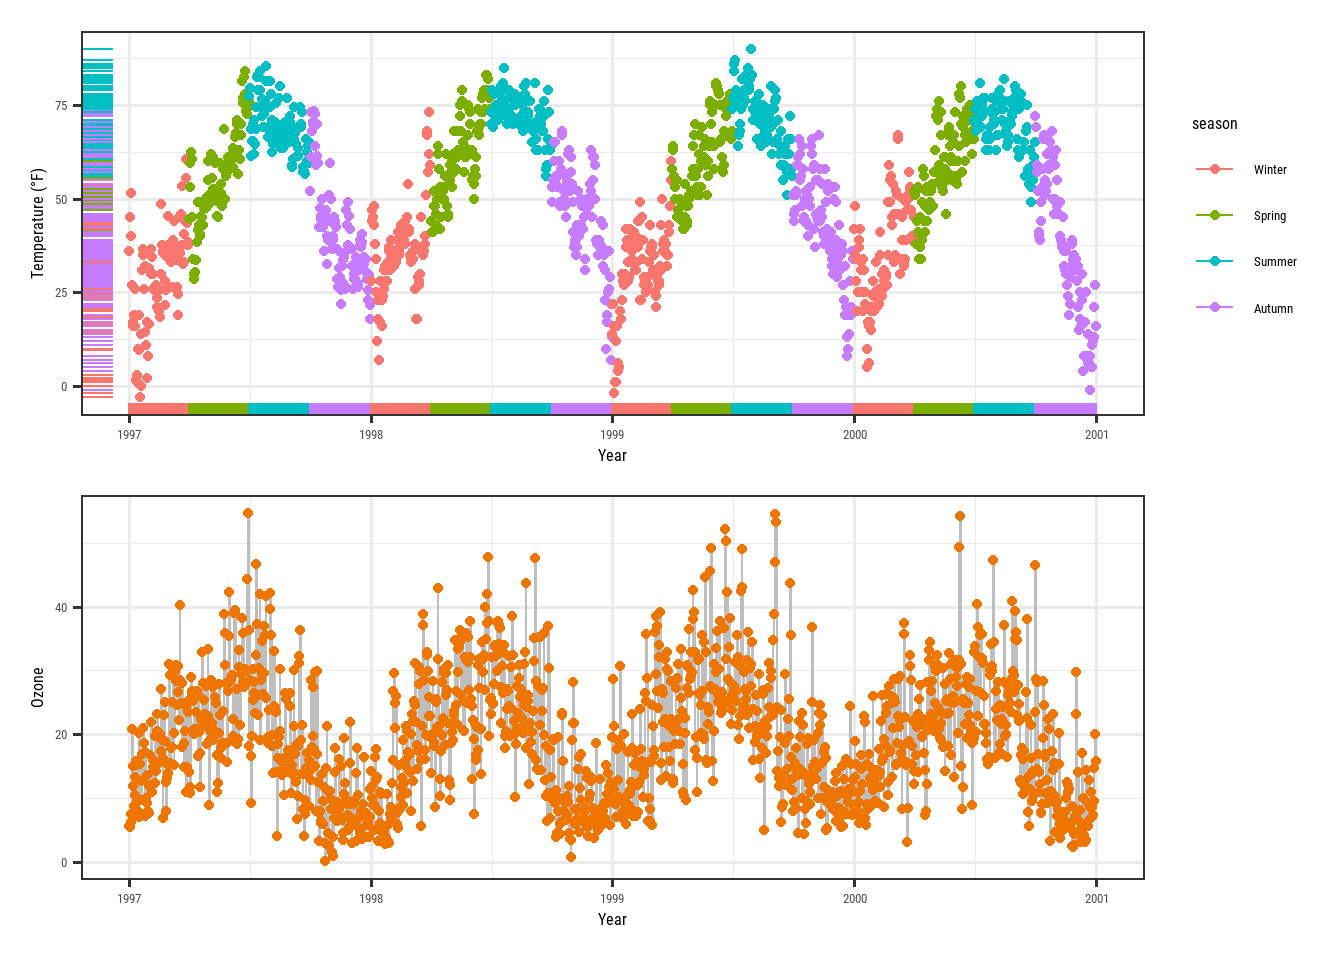 75
50
25
0
Temperature (°F)
1997 1998 1999 2000 2001
Year
season
Winter
Spring
Summer
Autumn
40
20
0
Ozone
1997 1998 1999 2000 2001
Year